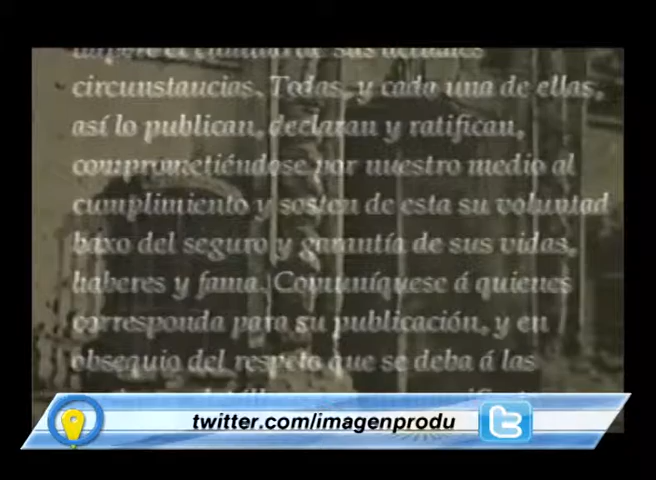 circunstancias. Todas, y cada una de ellas,
así lo publican, declaran y ratifican,
comprometiéndose por nuestro medio al
cumplimiento y sosten de esta su voluntad
baxo del seguro y garantía de sus vidas,
haberes y fama. Comuníquese á quienes
corresponda para su publicación, y en
obsequio del respeto que se deba á las
twitter.com/imagenprodu